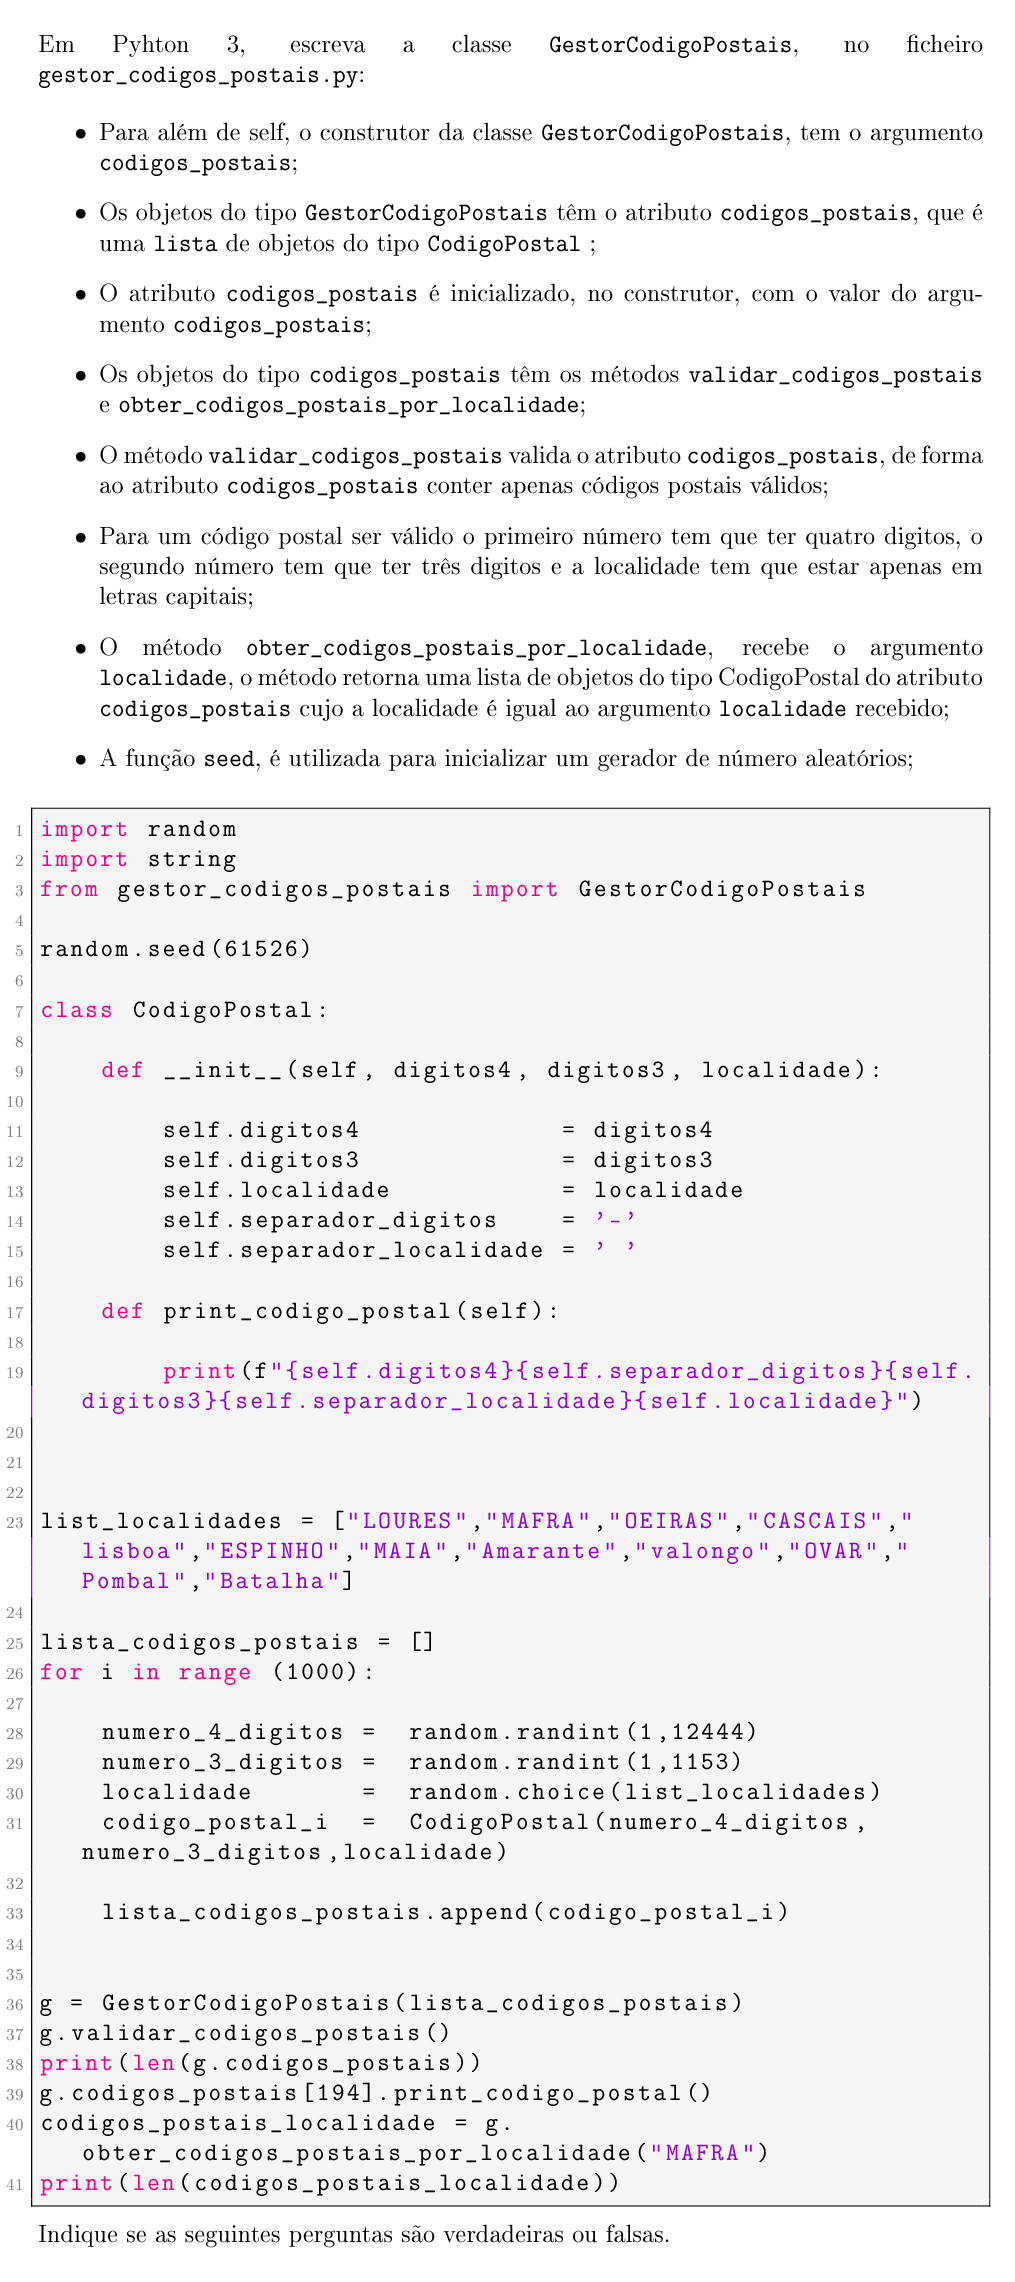 Em Pyhton 3, escreva a classe GestorCodigoPostais, no ficheiro
gestor_codigos_postais.py:
• Para além de self, o construtor da classe GestorCodigoPostais, tem o argumento
codigos_postais;
• Os objetos do tipo GestorCodigoPostais têm o atributo codigos_postais, que é
uma lista de objetos do tipo CodigoPostal ;
• O atributo codigos_postais é inicializado, no construtor, com o valor do argu-
mento codigos_postais;
• Os objetos do tipo codigos_postais têm os métodos validar_codigos_postais
e obter_codigos_postais_por_localidade;
• O método validar_codigos_postais valida o atributo codigos_postais, de forma
ao atributo codigos_postais conter apenas códigos postais válidos;
• Para um código postal ser válido o primeiro número tem que ter quatro digitos, o
segundo número tem que ter três digitos e a localidade tem que estar apenas em
letras capitais;
• O método obter_codigos_postais_por_localidade, recebe o argumento
localidade, o método retorna uma lista de objetos do tipo CodigoPostal do atributo
codigos_postais cujo a localidade é igual ao argumento localidade recebido;
• A função seed, é utilizada para inicializar um gerador de número aleatórios;
1 import random
2 import string
3 from gestor_codigos_postais import GestorCodigoPostais
4
5 random.seed(61526)
6
7 class CodigoPostal:
8
9     def __init__(self, digitos4, digitos3, localidade):
10
11         self.digitos4             = digitos4
12         self.digitos3             = digitos3
13         self.localidade           = localidade
14         self.separador_digitos    = '-'
15         self.separador_localidade = ' '
16
17     def print_codigo_postal(self):
18
19         print(f"{self.digitos4}{self.separador_digitos}{self.
digitos3}{self.separador_localidade}{self.localidade}")
20
21
22
23 list_localidades = ["LOURES","MAFRA","OEIRAS","CASCAIS","
lisboa","ESPINHO","MAIA","Amarante","valongo","OVAR","
Pombal","Batalha"]
24
25 lista_codigos_postais = []
26 for i in range (1000):
27
28     numero_4_digitos =  random.randint(1,12444)
29     numero_3_digitos =  random.randint(1,1153)
30     localidade       =  random.choice(list_localidades)
31     codigo_postal_i  =  CodigoPostal(numero_4_digitos,
numero_3_digitos,localidade)
32
33     lista_codigos_postais.append(codigo_postal_i)
34
35
36 g = GestorCodigoPostais(lista_codigos_postais)
37 g.validar_codigos_postais()
38 print(len(g.codigos_postais))
39 g.codigos_postais[194].print_codigo_postal()
40 codigos_postais_localidade = g.
obter_codigos_postais_por_localidade("MAFRA")
41 print(len(codigos_postais_localidade))
Indique se as seguintes perguntas são verdadeiras ou falsas.